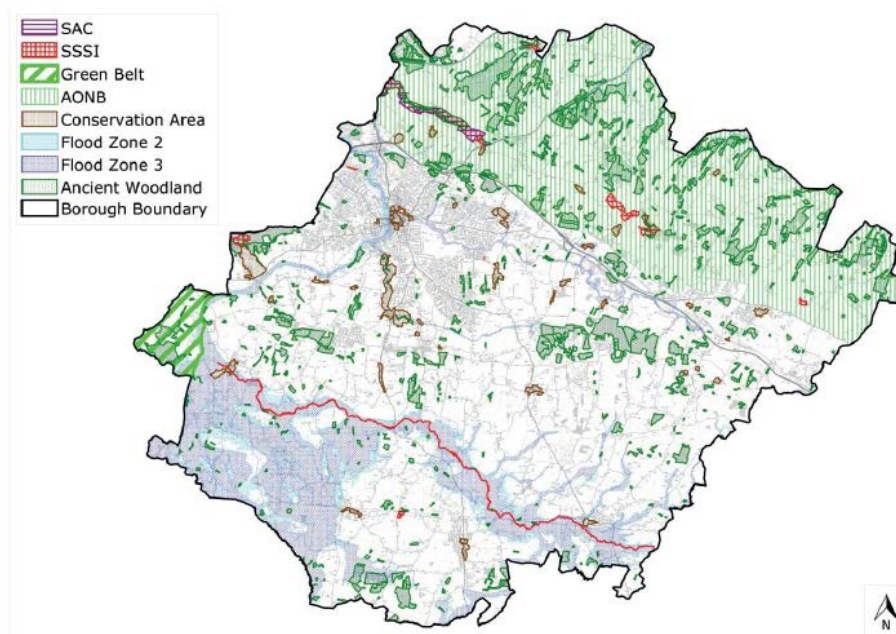 SAC
SSSI
Green Belt
AONB
Conservation Area
Flood Zone 2
Flood Zone 3
Ancient Woodland
Borough Boundary
N